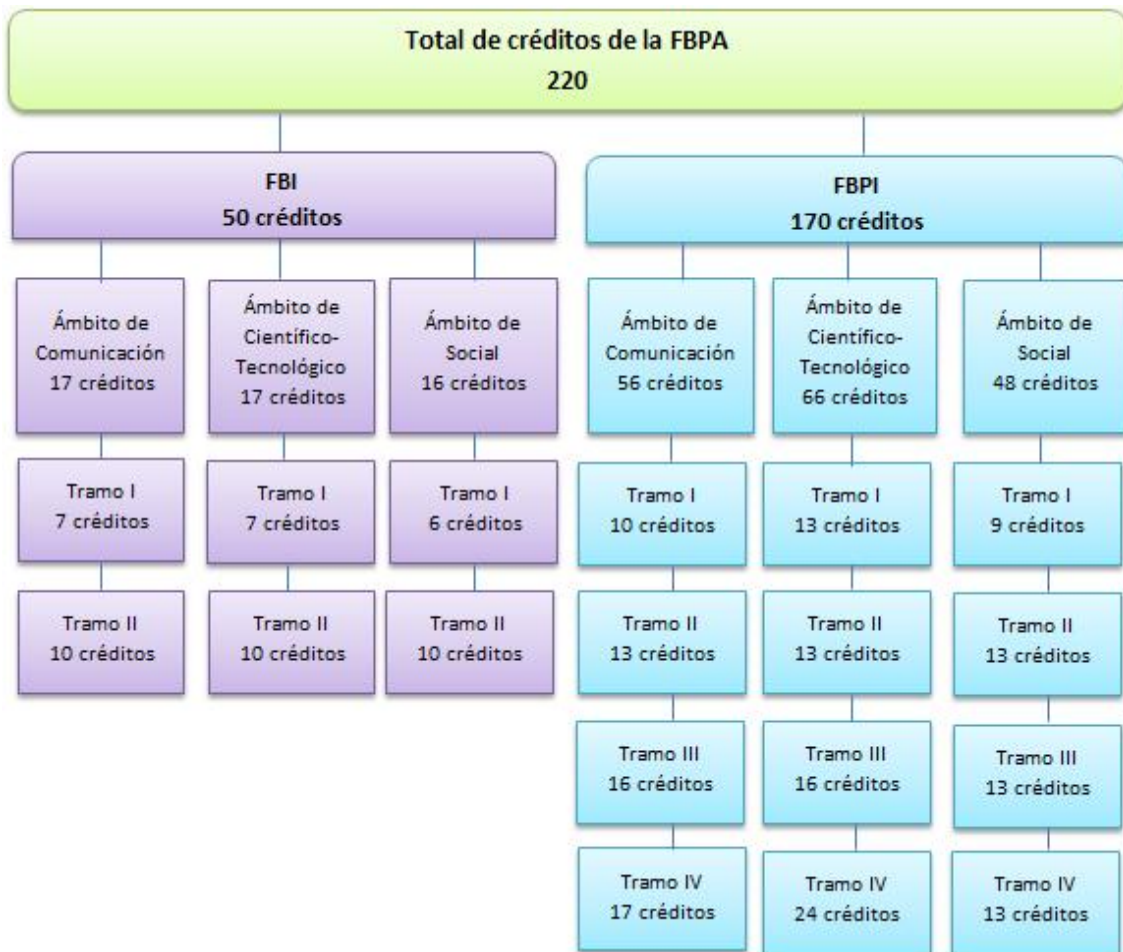 Total de créditos de la FBPA
220
FBI
50 créditos
FBPI
170 créditos
Ámbito de
Comunicación
17 créditos
Ámbito de
Científico-
Tecnológico
17 créditos
Ámbito de
Social
16 créditos
Ámbito de
Comunicación
56 créditos
Ámbito de
Científico-
Tecnológico
66 créditos
Ámbito de
Social
48 créditos
Tramo I
7 créditos
Tramo I
7 créditos
Tramo I
6 créditos
Tramo I
10 créditos
Tramo I
13 créditos
Tramo I
9 créditos
Tramo II
10 créditos
Tramo II
10 créditos
Tramo II
10 créditos
Tramo II
13 créditos
Tramo II
13 créditos
Tramo II
13 créditos
Tramo III
16 créditos
Tramo III
16 créditos
Tramo III
13 créditos
Tramo IV
17 créditos
Tramo IV
24 créditos
Tramo IV
13 créditos